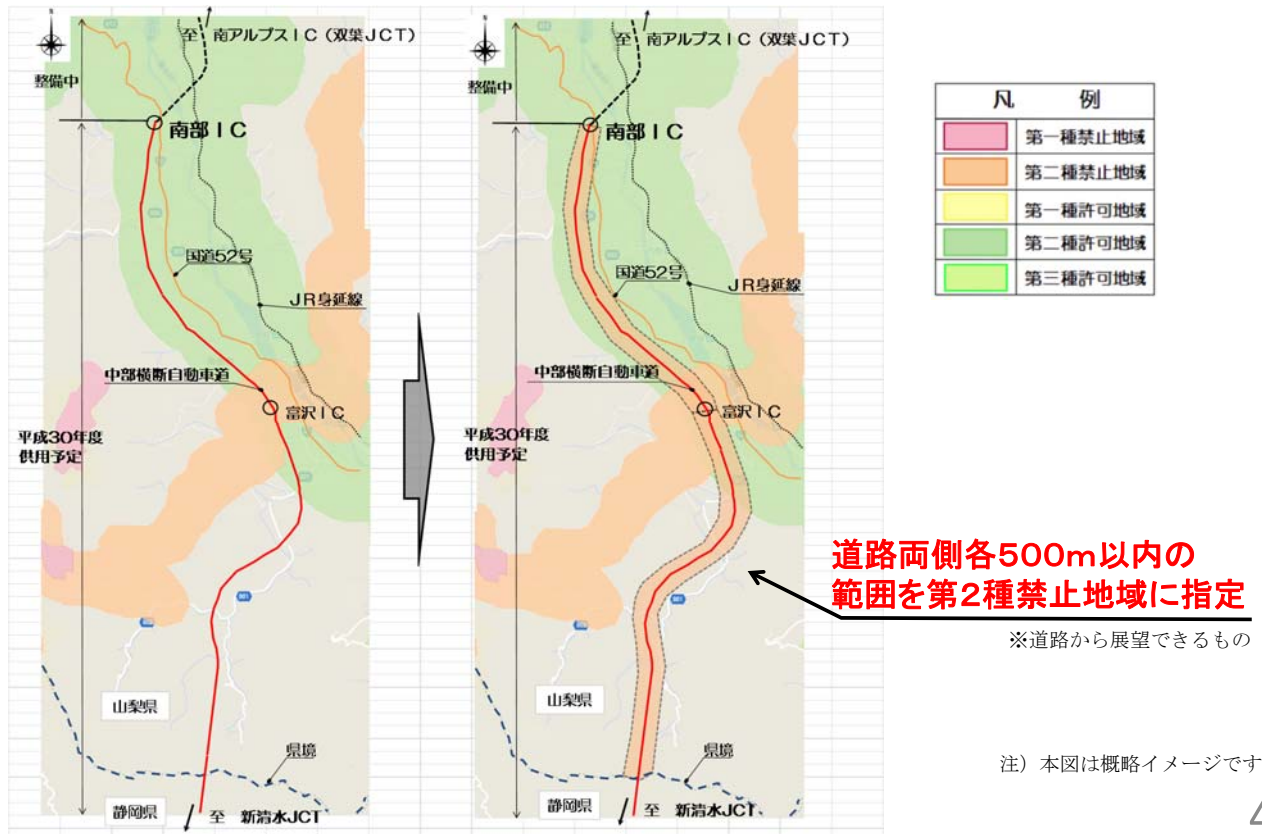 N
至 南アルプスIC(双葉JCT)
整備中
南部IC
国道52号
JR身延線
中部横断自動車道
富沢IC
平成30年度
供用予定
山梨県
県境
静岡県
至 新清水JCT
N
至 南アルプスIC(双葉JCT)
整備中
南部IC
国道52号
JR身延線
中部横断自動車道
富沢IC
平成30年度
供用予定
山梨県
県境
静岡県
至 新清水JCT
凡 例
第一種禁止地域
第二種禁止地域
第一種許可地域
第二種許可地域
第三種許可地域
道路両側各500m以内の
範囲を第2種禁止地域に指定
※道路から展望できるもの
注）本図は概略イメージです